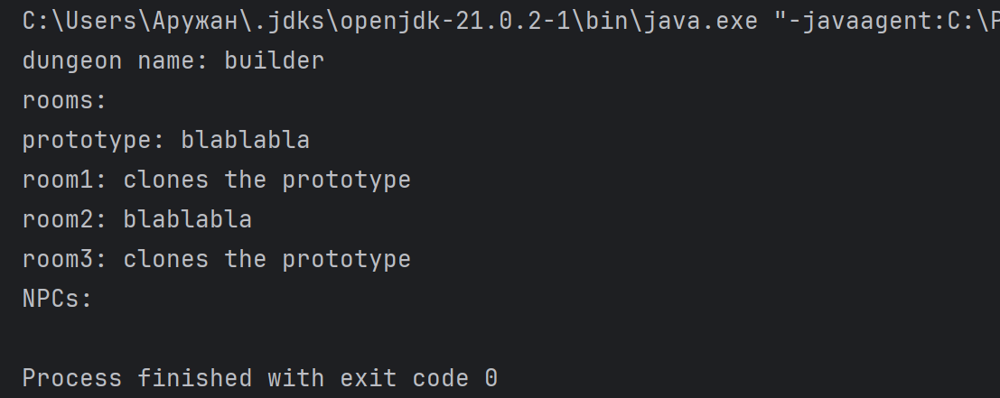 C:\Users\Аружан\.jdks\openjdk-21.0.2-1\bin\java.exe "-javaagent:C:\
dungeon name: builder
rooms:
prototype: blablabla
room1: clones the prototype
room2: blablabla
room3: clones the prototype
NPCs:
Process finished with exit code 0